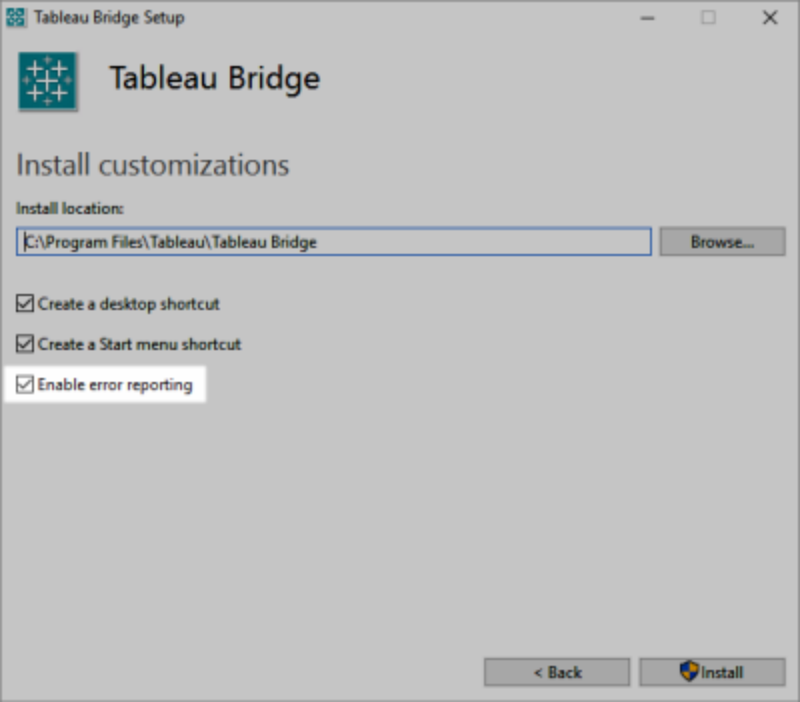 Tableau Bridge Setup
Tableau Bridge
Install customizations
Install location:
C:\Program Files\Tableau\Tableau Bridge
Browse...
Create a desktop shortcut
Create a Start menu shortcut
Enable error reporting
< Back
Install